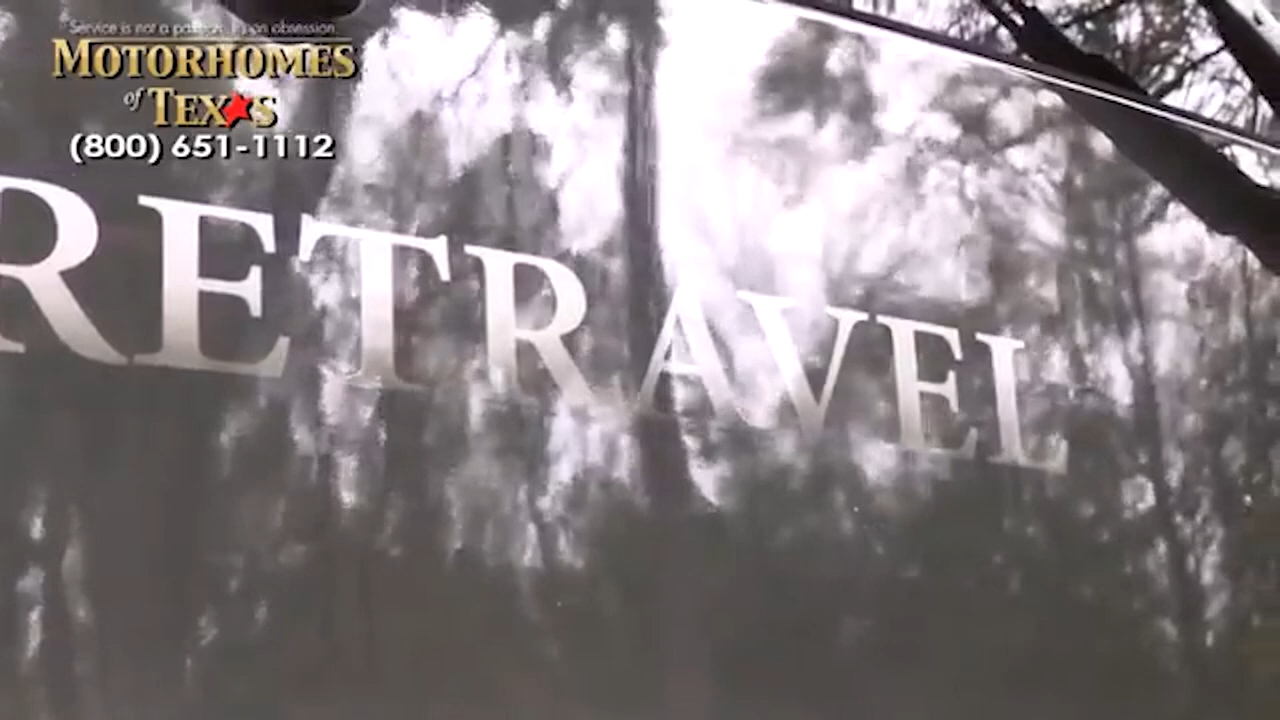 "Service is not a passion, it's an obsession."
MOTORHOMES
of TEXAS
(800) 651-1112
RETRAVEL